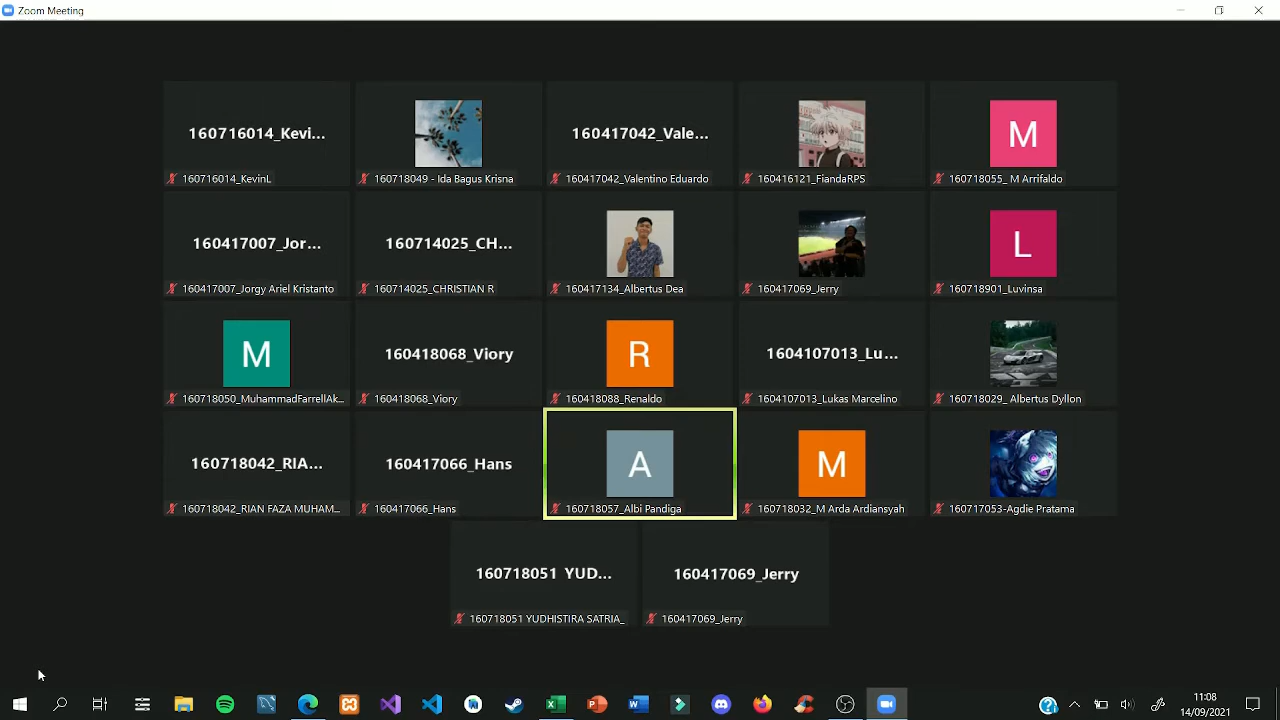 Zoom Meeting
160716014_Kevi...
160716014_KevinL
160718049 - Ida Bagus Krisna
160417042_Vale...
160417042_Valentino Eduardo
160416121_FiandaRPS
M
160718055_ M Arrifaldo
160417007_Jor...
160417007_Jorgy Ariel Kristanto
160714025_CH...
160714025_CHRISTIAN R
160417134_Albertus Dea
160417069_Jerry
L
160718901_Luvinsa
M
160718050_MuhammadFarrellAk...
160418068_Viory
160418068_Viory
R
160418088_Renaldo
1604107013_Lu...
1604107013_Lukas Marcelino
160718029_ Albertus Dyllon
160718042_RIA...
160718042_RIAN FAZA MUHAM...
160417066_Hans
160417066_Hans
A
160718057_Albi Pandiga
M
160718032_M Arda Ardiansyah
160717053-Agdie Pratama
160718051 YUD...
160718051 YUDHISTIRA SATRIA_
160417069_Jerry
160417069_Jerry
11:08
14/09/2021